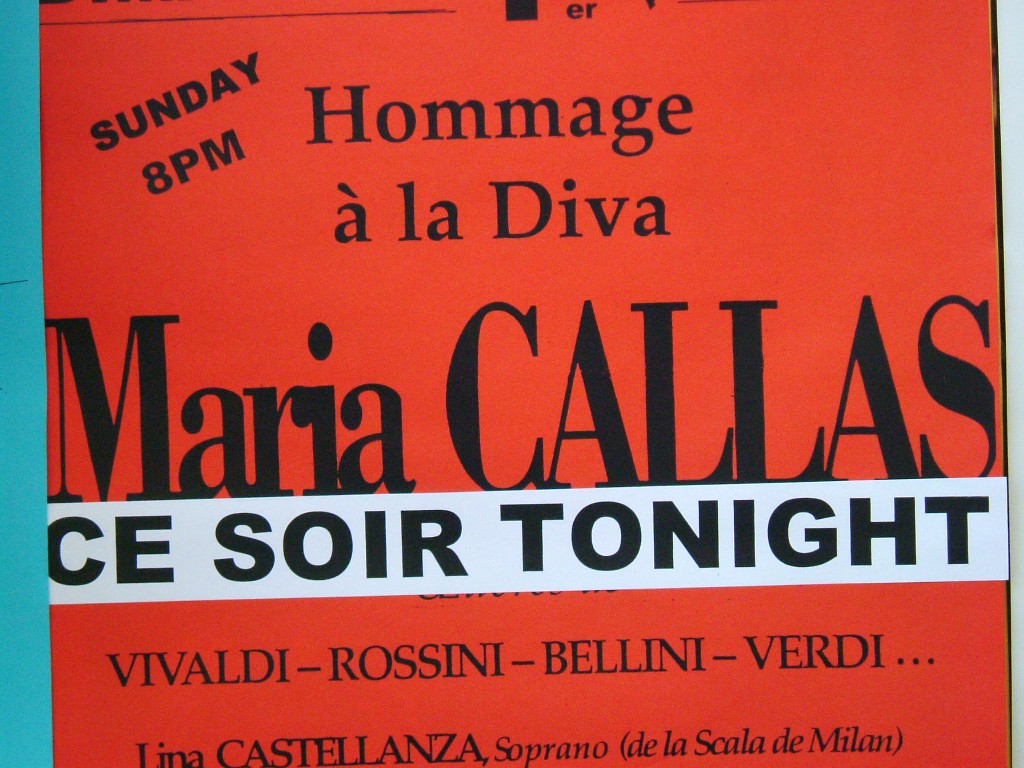 er
SUNDAY
8PM
Hommage
à la Diva
Maria CALLAS
CE SOIR TONIGHT
VIVALDI – ROSSINI – BELLINI – VERDI ...
Lina CASTELLANZA, Soprano (de la Scala de Milan)